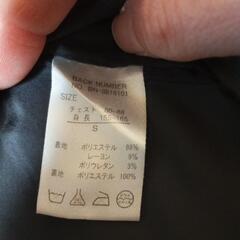 BACK NUMBER
SIZE
チェスト 80-88
身長 155-165
S
表地 ポリエステル 88%
レーヨン 9%
ポリウレタン 3%
裏地 ポリエステル 100%